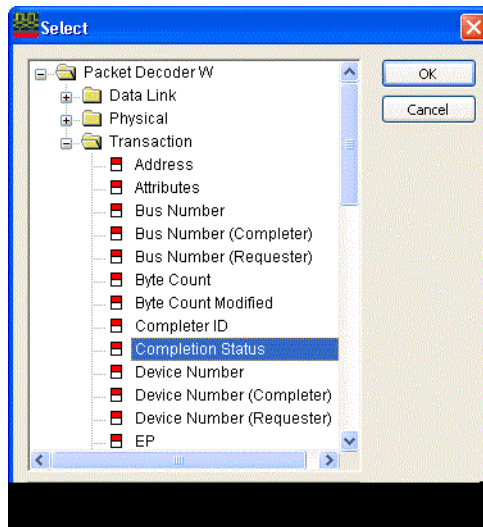 Select
Packet Decoder W
OK
Data Link
Cancel
Physical
Transaction
Address
Attributes
Bus Number
Bus Number (Completer)
Bus Number (Requester)
Byte Count
Byte Count Modified
Completer ID
Completion Status
Device Number
Device Number (Completer)
Device Number (Requester)
EP